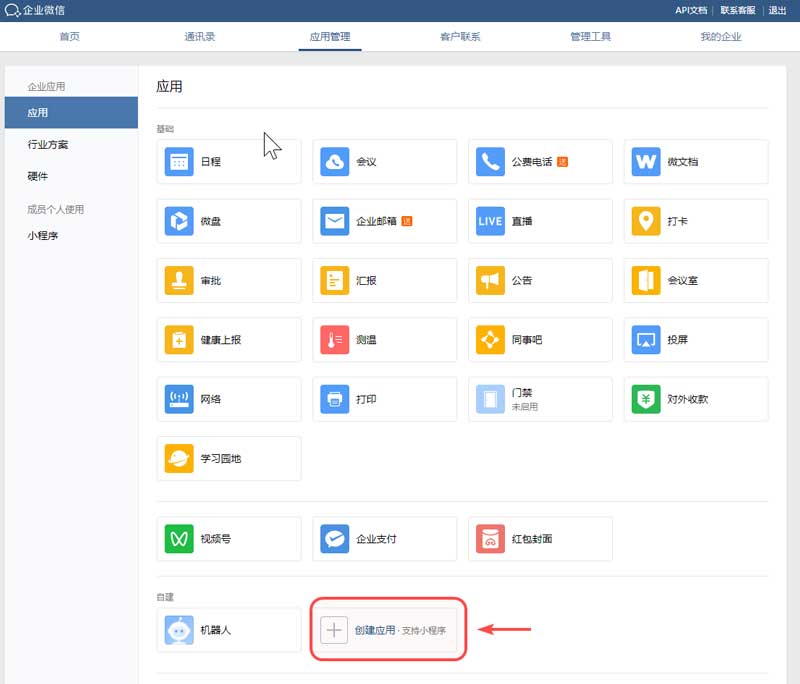 企业微信
API文档 联系客服 退出
首页 通讯录 应用管理 客户联系 管理工具 我的企业
企业应用
应用
行业方案
硬件
成员个人使用
小程序
应用
基础
日程 会议 公费电话 送 微文档
微盘 企业邮箱 送 LIVE 直播 打卡
审批 汇报 公告 会议室
健康上报 测温 同事吧 投屏
网络 打印 门禁 对外收款
未启用
学习园地
视频号 企业支付 红包封面
自建
机器人 创建应用 · 支持小程序